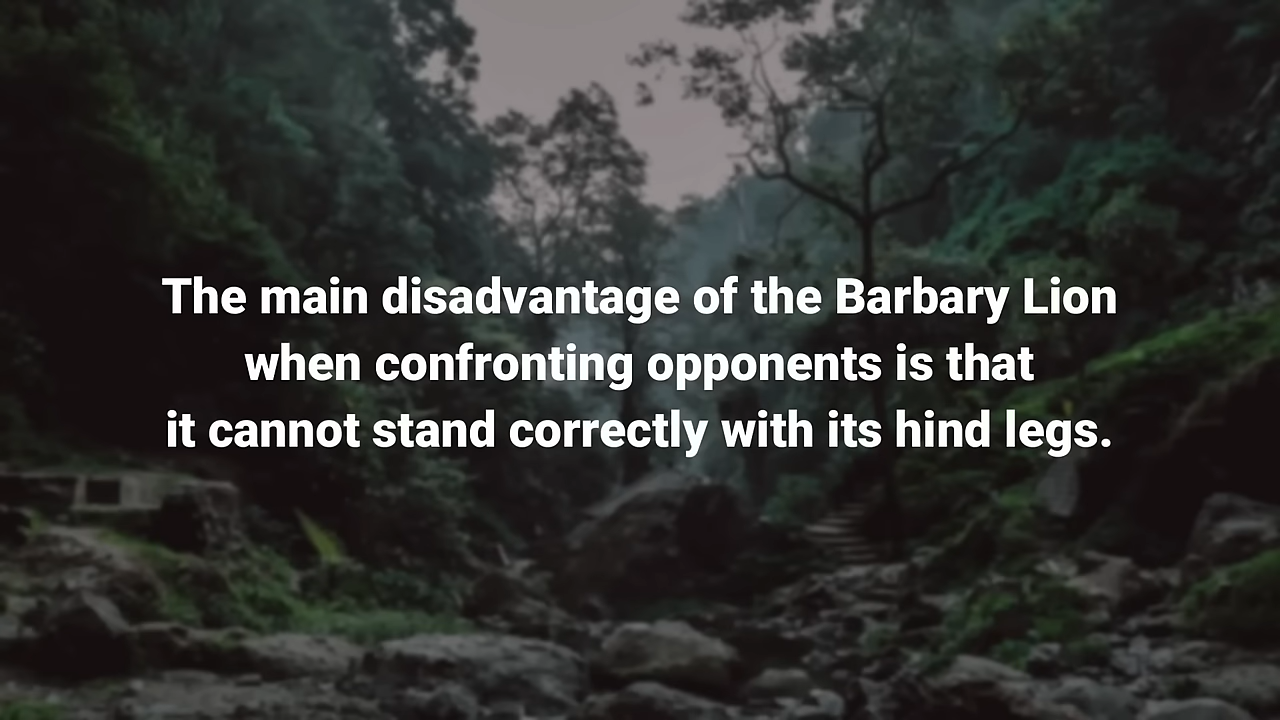 The main disadvantage of the Barbary Lion
when confronting opponents is that
it cannot stand correctly with its hind legs.